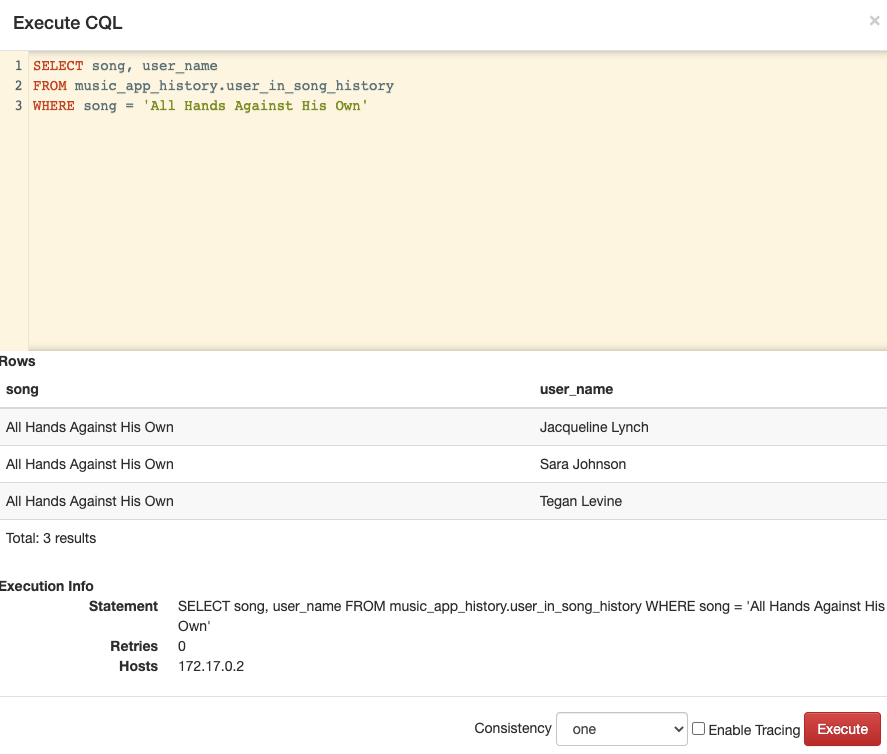 Execute CQL
×
1 SELECT song, user_name
2 FROM music_app_history.user_in_song_history
3 WHERE song = 'All Hands Against His Own'
Rows
song user_name
All Hands Against His Own Jacqueline Lynch
All Hands Against His Own Sara Johnson
All Hands Against His Own Tegan Levine
Total: 3 results
Execution Info
Statement SELECT song, user_name FROM music_app_history.user_in_song_history WHERE song = 'All Hands Against His
Own'
Retries 0
Hosts 172.17.0.2
Consistency one Enable Tracing Execute